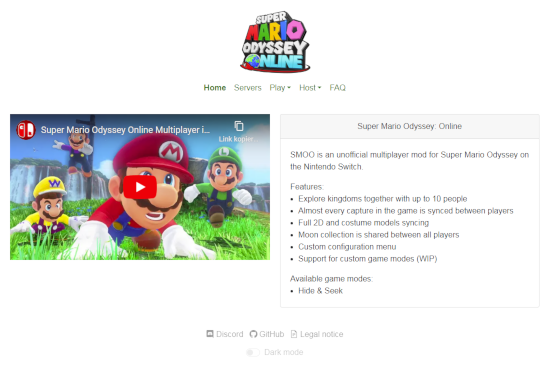 SUPER
MARIO
ODYSSEY
ONLINE
Home Servers Play Host FAQ
Super Mario Odyssey Online Multiplayer i...
Link kopier...
Super Mario Odyssey: Online
SMOO is an unofficial multiplayer mod for Super Mario Odyssey on
the Nintendo Switch.
Features:
• Explore kingdoms together with up to 10 people
• Almost every capture in the game is synced between players
• Full 2D and costume models syncing
• Moon collection is shared between all players
• Custom configuration menu
• Support for custom game modes (WIP)
Available game modes:
• Hide & Seek
Discord GitHub Legal notice
Dark mode